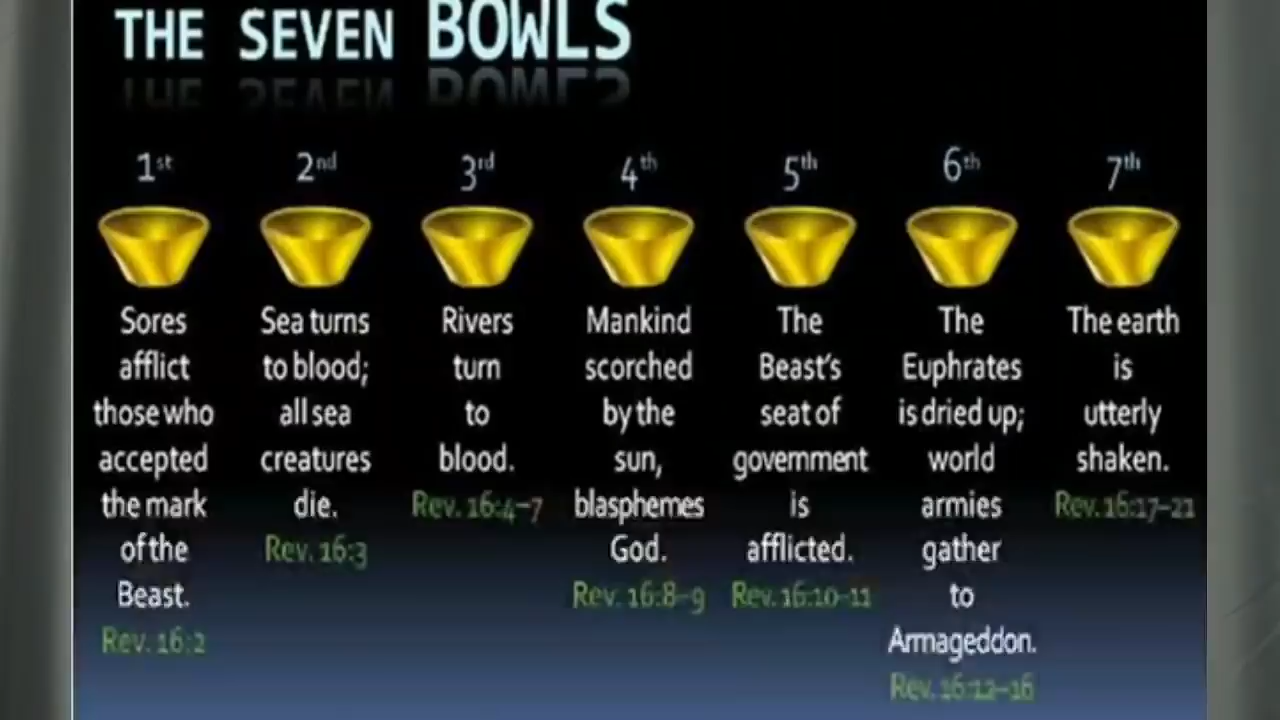 THE SEVEN BOWLS
1st
Sores
afflict
those who
accepted
the mark
of the
Beast.
Rev. 16:2
2nd
Sea turns
to blood;
all sea
creatures
die.
Rev. 16:3
3rd
Rivers
turn
to
blood.
Rev. 16:4-7
4th
Mankind
scorched
by the
sun,
blasphemes
God.
Rev. 16:8-9
5th
The
Beast's
seat of
government
is
afflicted.
Rev. 16:10-11
6th
The
Euphrates
is dried up;
world
armies
gather
to
Armageddon.
Rev. 16:12-16
7th
The earth
is
utterly
shaken.
Rev. 16:17-21